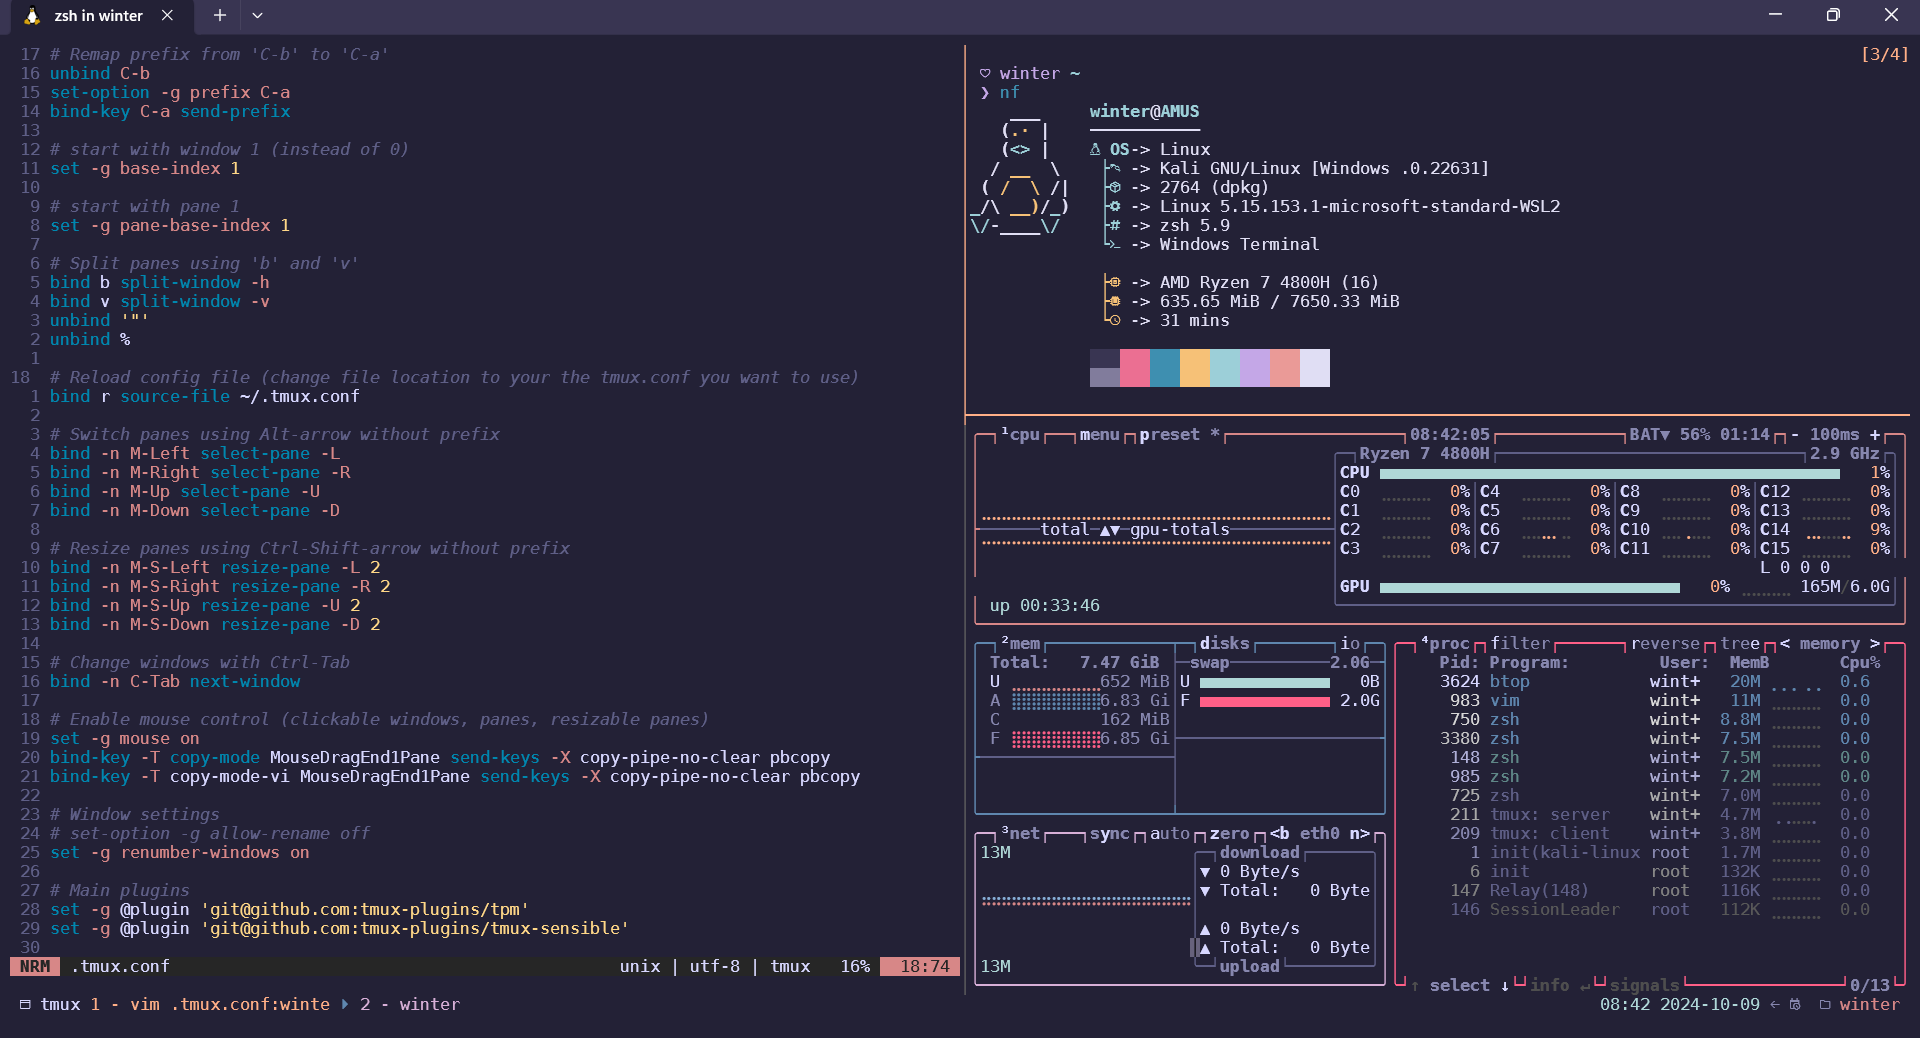 zsh in winter
17 # Remap prefix from 'C-b' to 'C-a'
16 unbind C-b
15 set-option -g prefix C-a
14 bind-key C-a send-prefix
13
12 # start with window 1 (instead of 0)
11 set -g base-index 1
10
9 # start with pane 1
8 set -g pane-base-index 1
7
6 # Split panes using 'b' and 'v'
5 bind b split-window -h
4 bind v split-window -v
3 unbind '"'
2 unbind %
1
18 # Reload config file (change file location to your the tmux.conf you want to use)
1 bind r source-file ~/.tmux.conf
2
3 # Switch panes using Alt-arrow without prefix
4 bind -n M-Left select-pane -L
5 bind -n M-Right select-pane -R
6 bind -n M-Up select-pane -U
7 bind -n M-Down select-pane -D
8
9 # Resize panes using Ctrl-Shift-arrow without prefix
10 bind -n M-S-Left resize-pane -L 2
11 bind -n M-S-Right resize-pane -R 2
12 bind -n M-S-Up resize-pane -U 2
13 bind -n M-S-Down resize-pane -D 2
14
15 # Change windows with Ctrl-Tab
16 bind -n C-Tab next-window
17
18 # Enable mouse control (clickable windows, panes, resizable panes)
19 set -g mouse on
20 bind-key -T copy-mode MouseDragEnd1Pane send-keys -X copy-pipe-no-clear pbcopy
21 bind-key -T copy-mode-vi MouseDragEnd1Pane send-keys -X copy-pipe-no-clear pbcopy
22
23 # Window settings
24 # set-option -g allow-rename off
25 set -g renumber-windows on
26
27 # Main plugins
28 set -g @plugin 'git@github.com:tmux-plugins/tpm'
29 set -g @plugin 'git@github.com:tmux-plugins/tmux-sensible'
30
NRM .tmux.conf unix | utf-8 | tmux 16% 18:74
[3/4]
♡ winter ~
❯ nf
winter@AMUS
OS-> Linux
-> Kali GNU/Linux [Windows .0.22631]
-> 2764 (dpkg)
-> Linux 5.15.153.1-microsoft-standard-WSL2
-> zsh 5.9
-> Windows Terminal
-> AMD Ryzen 7 4800H (16)
-> 635.65 MiB / 7650.33 MiB
-> 31 mins
¹cpu menu preset * 08:42:05 BAT▼ 56% 01:14 - 100ms +
Ryzen 7 4800H 2.9 GHz
CPU 1%
C0 0% C4 0% C8 0% C12 0%
C1 0% C5 0% C9 0% C13 0%
C2 0% C6 0% C10 0% C14 9%
C3 0% C7 0% C11 0% C15 0%
total ▲▼ gpu-totals
L 0 0 0
GPU 0% 165M/6.0G
up 00:33:46
²mem disks io
Total: 7.47 GiB swap 2.0G
U 652 MiB U 0B
A 6.83 Gi F 2.0G
C 162 MiB
F 6.85 Gi
³net sync auto zero <b eth0 n>
13M download
▼ 0 Byte/s
▼ Total: 0 Byte
▲ 0 Byte/s
▲ Total: 0 Byte
13M upload
⁴proc filter reverse tree < memory >
Pid: Program: User: MemB Cpu%
3624 btop wint+ 20M 0.6
983 vim wint+ 11M 0.0
750 zsh wint+ 8.8M 0.0
3380 zsh wint+ 7.5M 0.0
148 zsh wint+ 7.5M 0.0
985 zsh wint+ 7.2M 0.0
725 zsh wint+ 7.0M 0.0
211 tmux: server wint+ 4.7M 0.0
209 tmux: client wint+ 3.8M 0.0
1 init(kali-linux root 1.7M 0.0
6 init root 132K 0.0
147 Relay(148) root 116K 0.0
146 SessionLeader root 112K 0.0
↑ select ↓ info ↵ signals 0/13
tmux 1 - vim .tmux.conf:winte 2 - winter 08:42 2024-10-09 ← winter